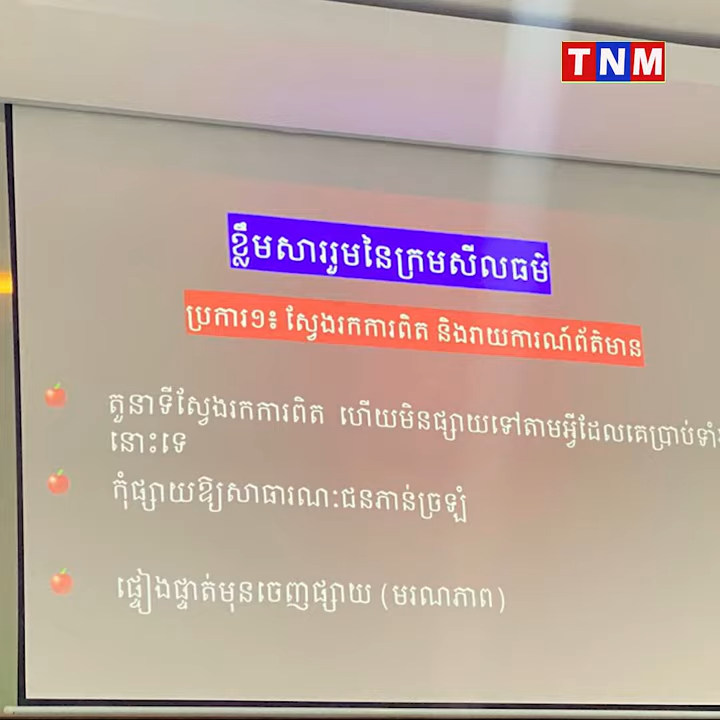 TNM
ខ្លឹមសាររួមនៃក្រមសីលធម៌
ប្រការ១៖ ស្វែងរកការពិត និងរាយការណ៍ព័ត៌មាន
តួនាទីស្វែងរកការពិត ហើយមិនផ្សាយទៅតាមអ្វីដែលគេប្រាប់ទាំង
នោះទេ
កុំផ្សាយឱ្យសាធារណៈជនភាន់ច្រឡំ
ផ្ទៀងផ្ទាត់មុនចេញផ្សាយ (មរណភាព)